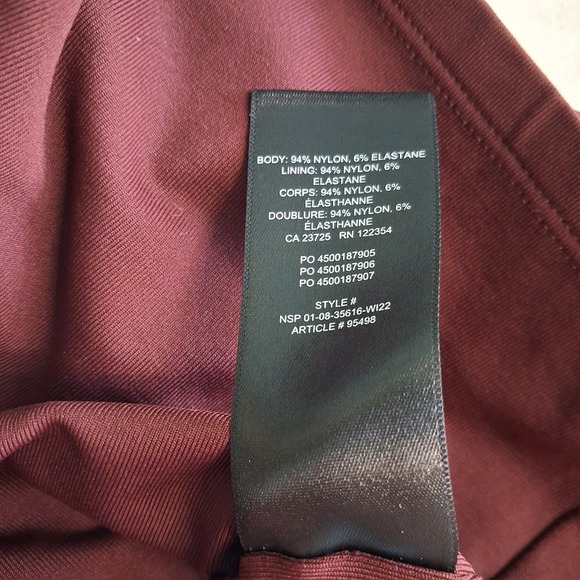 BODY: 94% NYLON, 6% ELASTANE
LINING: 94% NYLON, 6%
ELASTANE
CORPS: 94% NYLON, 6%
ÉLASTHANNE
DOUBLURE: 94% NYLON, 6%
ÉLASTHANNE
CA 23725 RN 122354
PO 4500187905
PO 4500187906
PO 4500187907
STYLE #
NSP 01-08-35616-WI22
ARTICLE # 95498